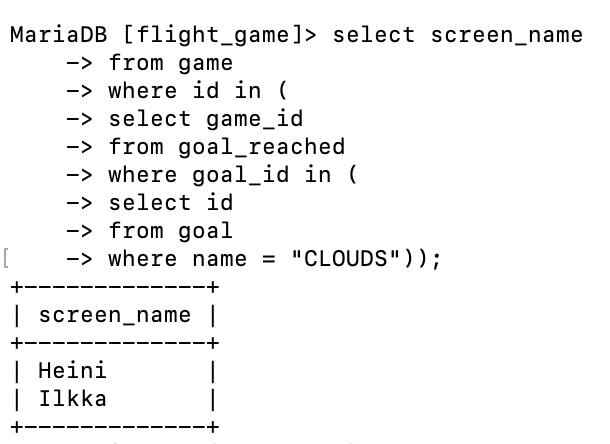 MariaDB [flight_game]> select screen_name
    -> from game
    -> where id in (
    -> select game_id
    -> from goal_reached
    -> where goal_id in (
    -> select id
    -> from goal
[    -> where name = "CLOUDS"));
+-------------+
| screen_name |
+-------------+
| Heini       |
| Ilkka       |
+-------------+